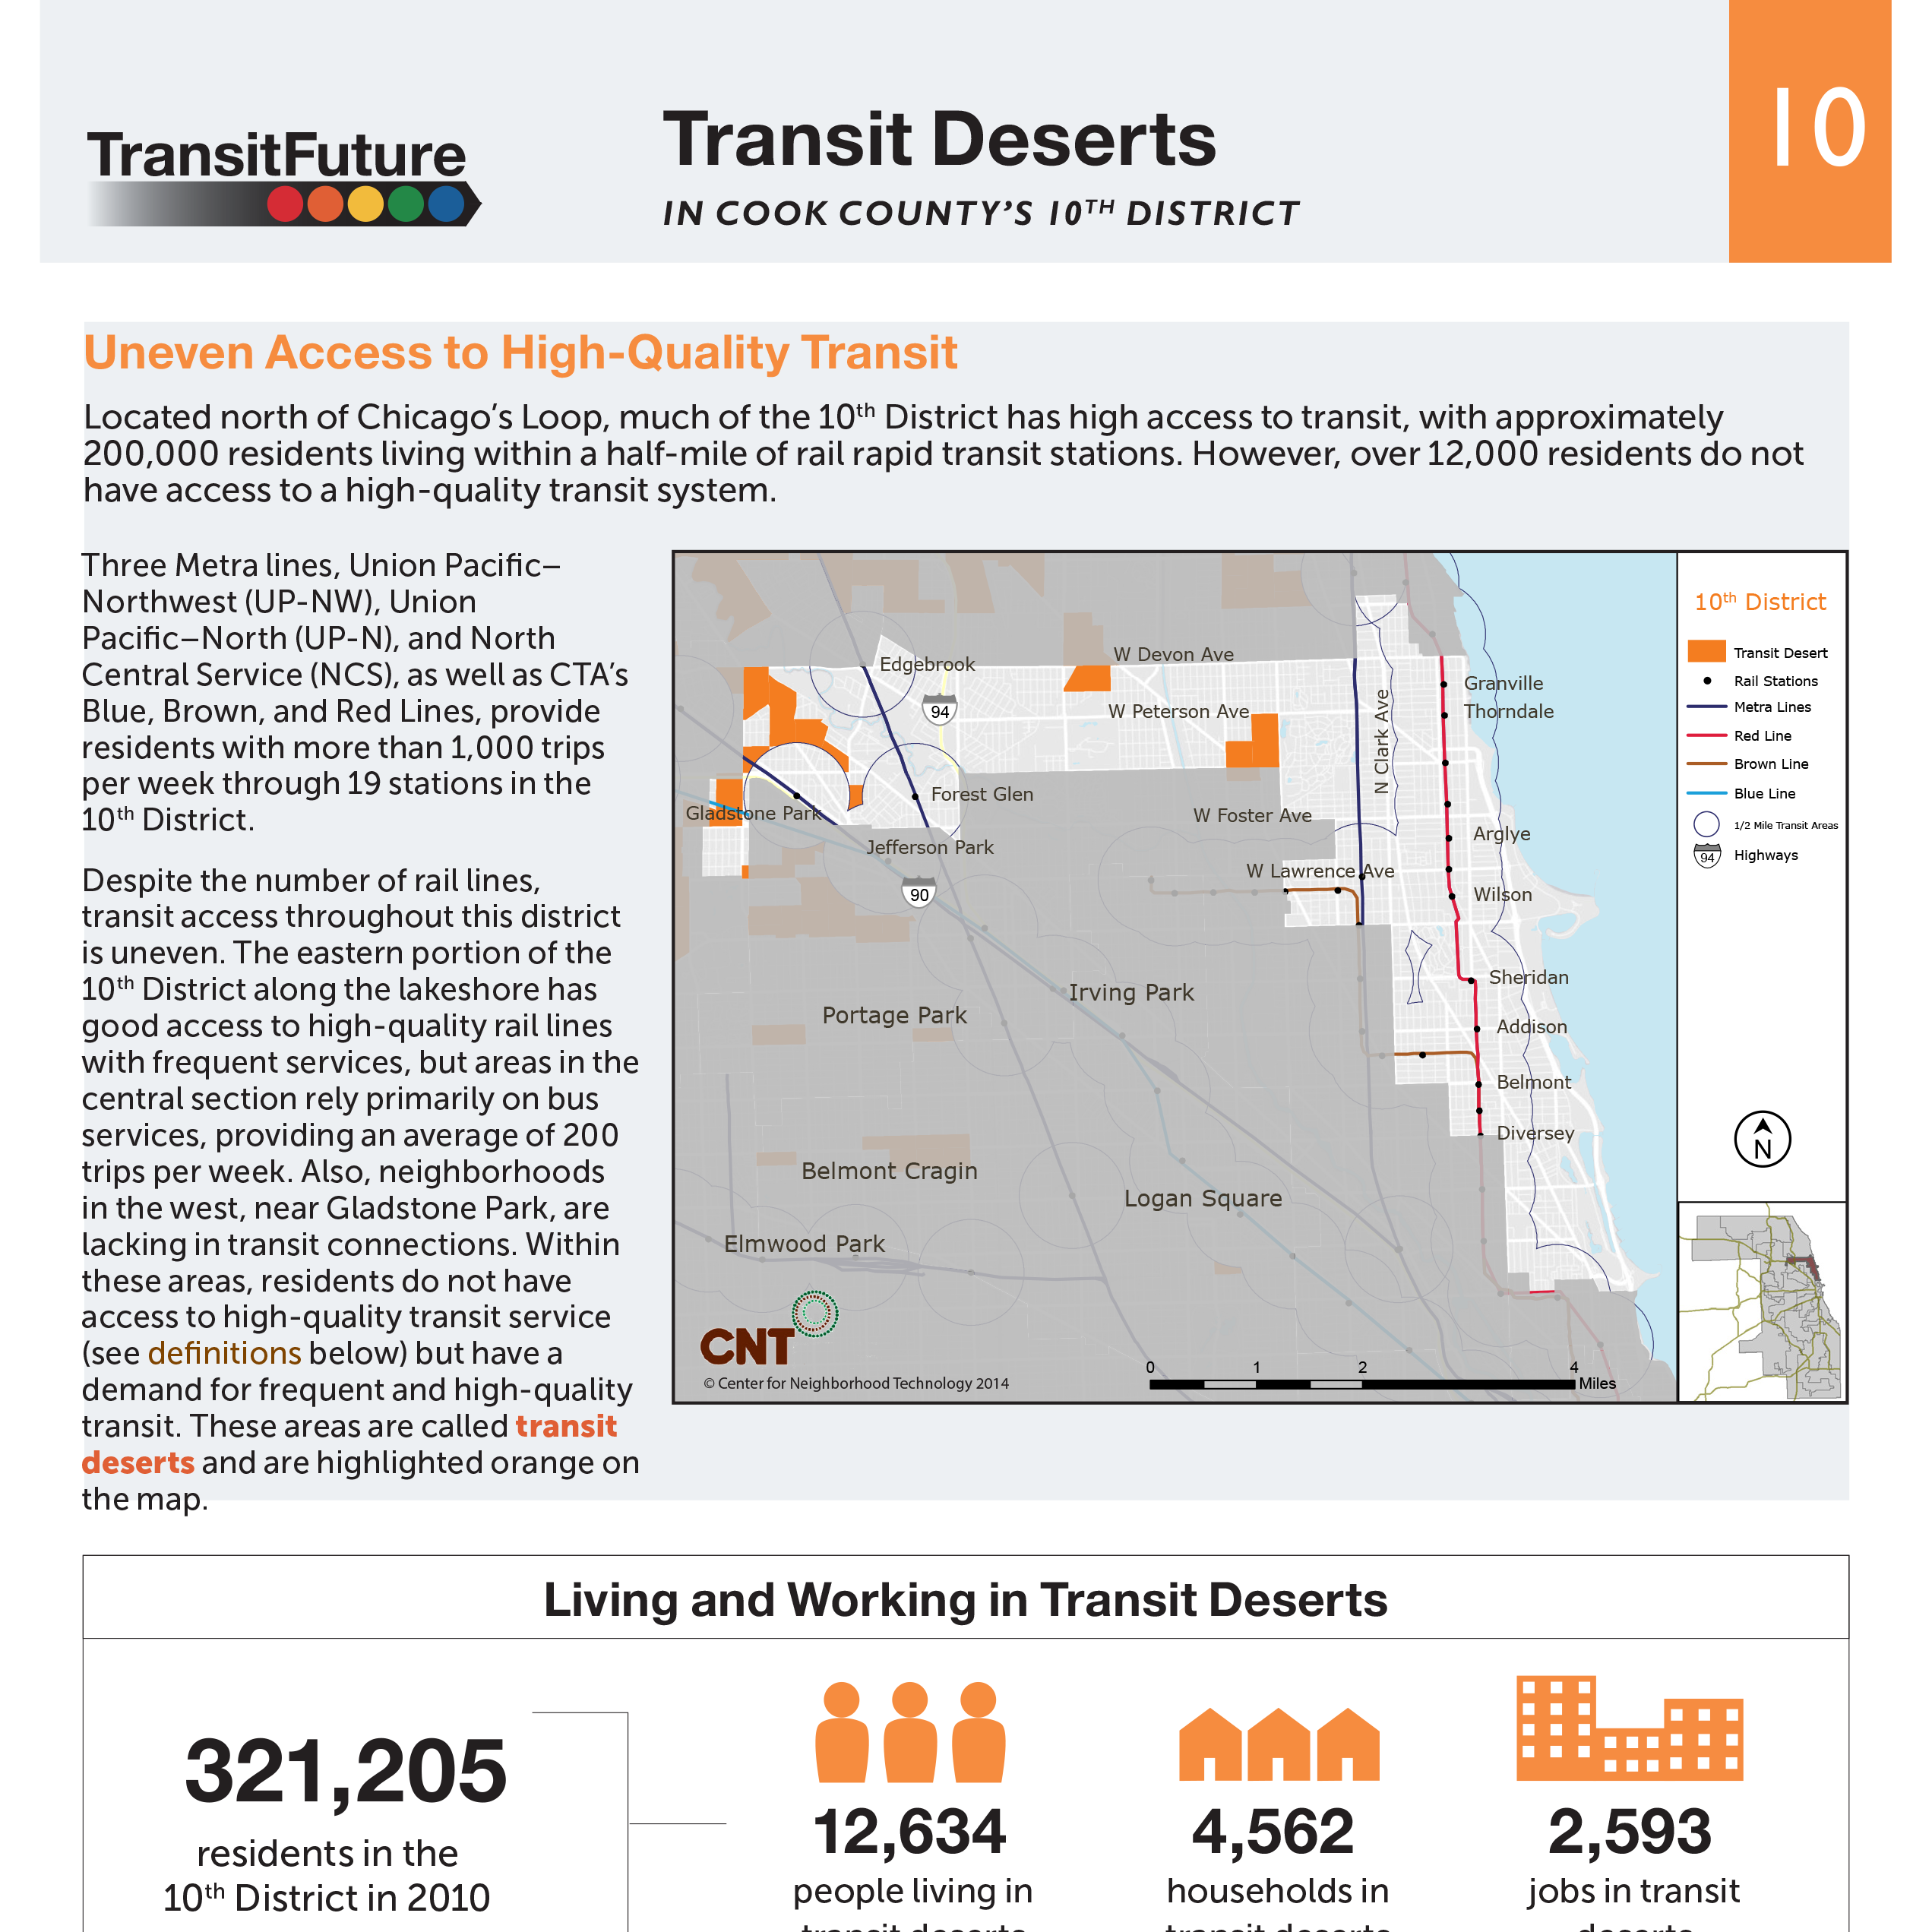 TransitFuture
Transit Deserts
IN COOK COUNTY’S 10TH DISTRICT
10
Uneven Access to High-Quality Transit
Located north of Chicago’s Loop, much of the 10th District has high access to transit, with approximately
200,000 residents living within a half-mile of rail rapid transit stations. However, over 12,000 residents do not
have access to a high-quality transit system.
Three Metra lines, Union Pacific–
Northwest (UP-NW), Union
Pacific–North (UP-N), and North
Central Service (NCS), as well as CTA’s
Blue, Brown, and Red Lines, provide
residents with more than 1,000 trips
per week through 19 stations in the
10th District.
Despite the number of rail lines,
transit access throughout this district
is uneven. The eastern portion of the
10th District along the lakeshore has
good access to high-quality rail lines
with frequent services, but areas in the
central section rely primarily on bus
services, providing an average of 200
trips per week. Also, neighborhoods
in the west, near Gladstone Park, are
lacking in transit connections. Within
these areas, residents do not have
access to high-quality transit service
(see definitions below) but have a
demand for frequent and high-quality
transit. These areas are called transit
deserts and are highlighted orange on
the map.
W Devon Ave
Edgebrook
94
W Peterson Ave
N Clark Ave
Granville
Thorndale
Gladstone Park
Forest Glen
W Foster Ave
Jefferson Park
Arglye
90
W Lawrence Ave
Wilson
Irving Park
Portage Park
Sheridan
Addison
Belmont
Diversey
Belmont Cragin
Logan Square
Elmwood Park
CNT
© Center for Neighborhood Technology 2014
0 1 2 4
Miles
10th District
Transit Desert
Rail Stations
Metra Lines
Red Line
Brown Line
Blue Line
1/2 Mile Transit Areas
94 Highways
N
Living and Working in Transit Deserts
321,205
residents in the
10th District in 2010
12,634
people living in
transit deserts
4,562
households in
transit deserts
2,593
jobs in transit
deserts